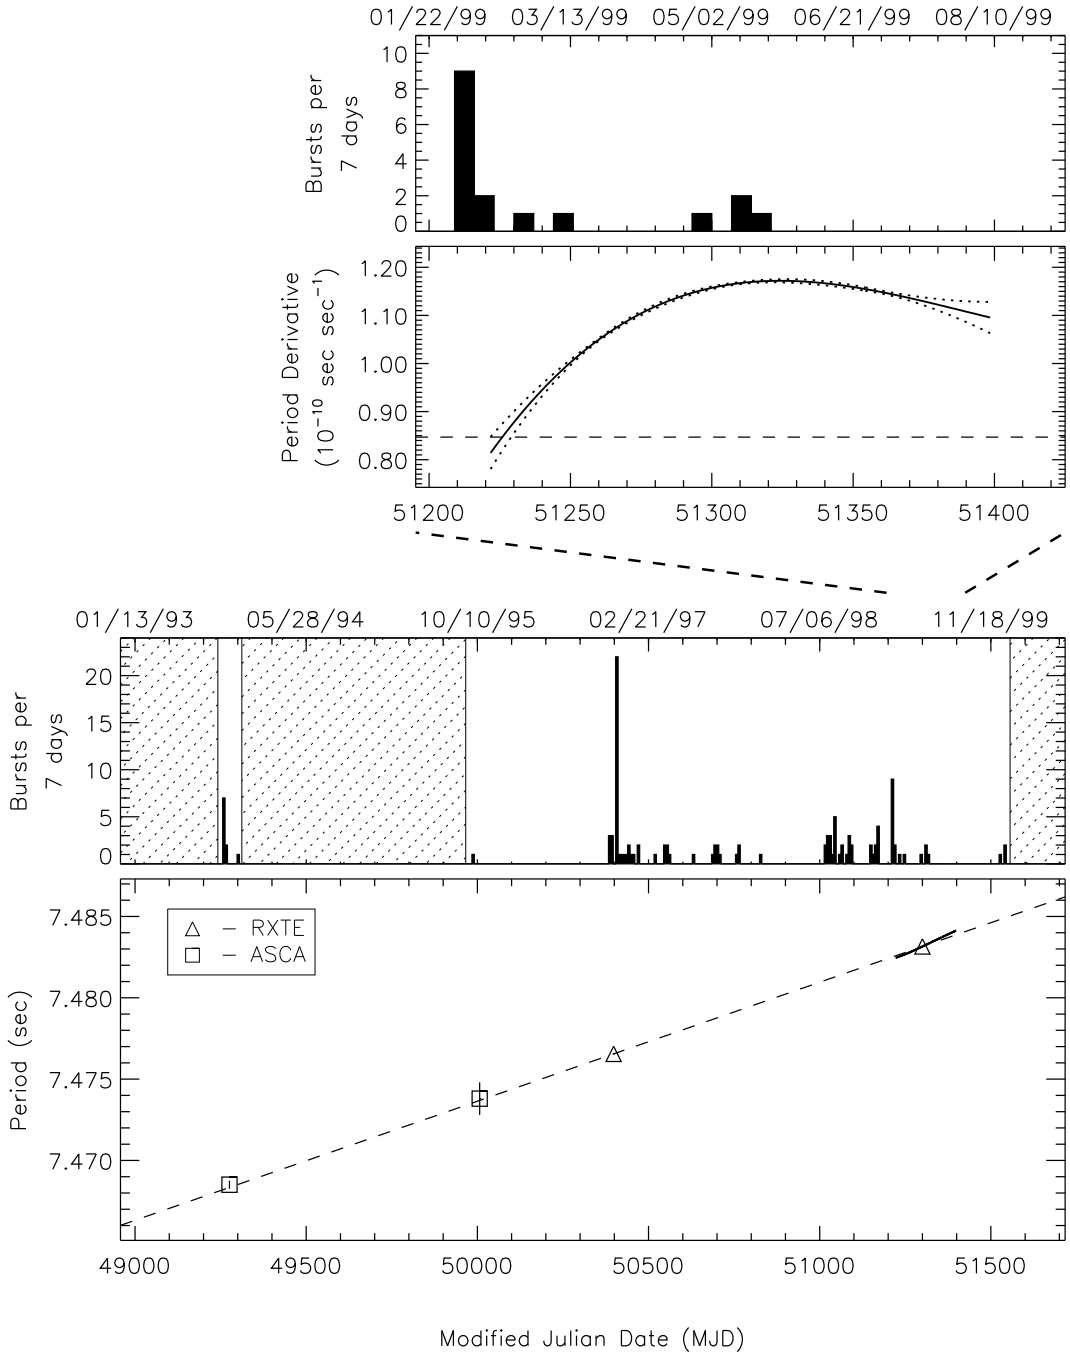 01/22/99 03/13/99 05/02/99 06/21/99 08/10/99
Bursts per
7 days
10
8
6
4
2
0
Period Derivative
(10⁻¹⁰ sec sec⁻¹)
1.20
1.10
1.00
0.90
0.80
51200 51250 51300 51350 51400
01/13/93 05/28/94 10/10/95 02/21/97 07/06/98 11/18/99
Bursts per
7 days
20
15
10
5
0
Period (sec)
7.485
7.480
7.475
7.470
△ – RXTE
□ – ASCA
49000 49500 50000 50500 51000 51500
Modified Julian Date (MJD)